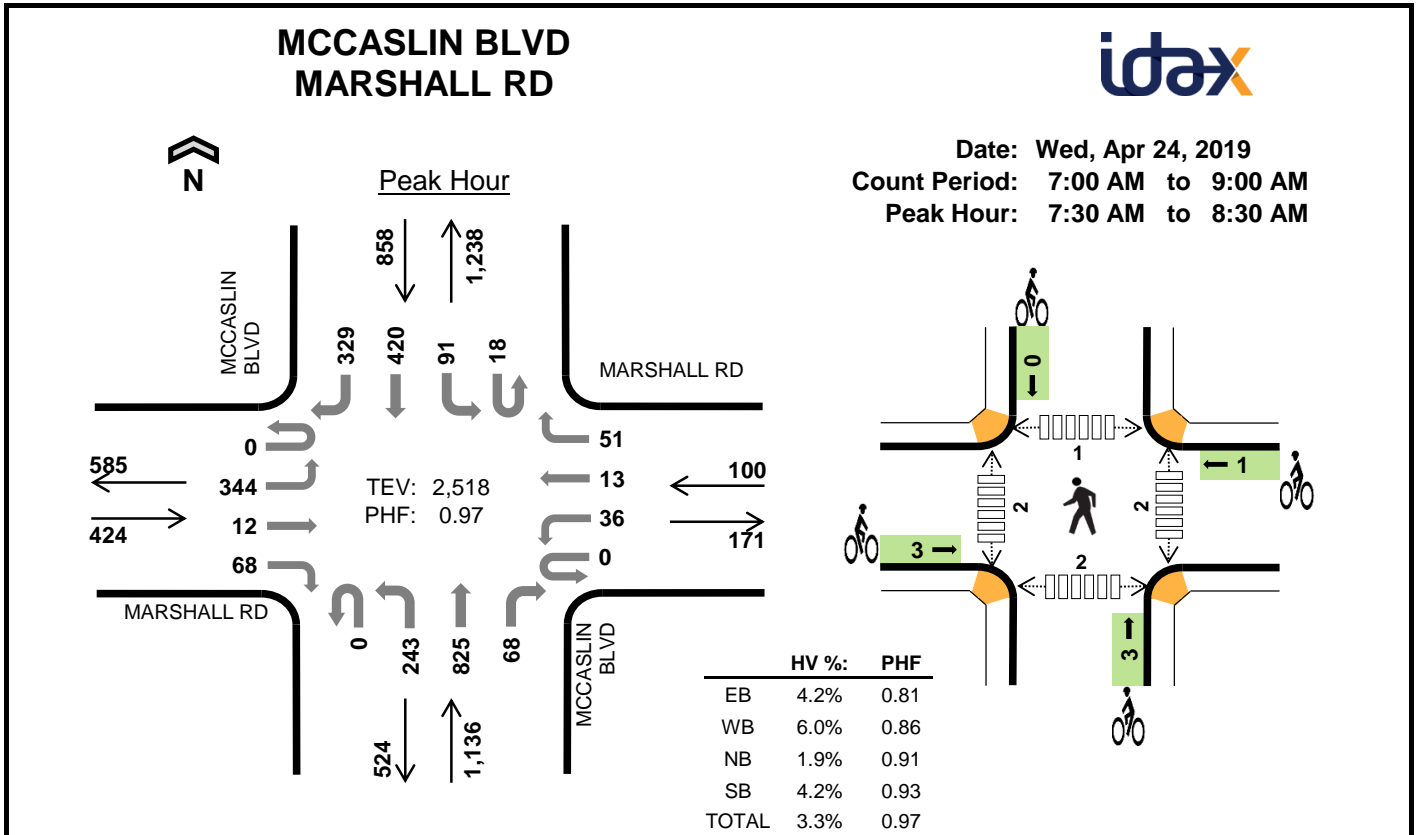 MCCASLIN BLVD
MARSHALL RD
idax
Date: Wed, Apr 24, 2019
Count Period: 7:00 AM to 9:00 AM
Peak Hour: 7:30 AM to 8:30 AM
N
Peak Hour
858
1,238
MCCASLIN
BLVD
329
420
91
18
MARSHALL RD
0
344
12
68
585
424
TEV: 2,518
PHF: 0.97
51
13
36
0
100
171
MARSHALL RD
0
243
825
68
MCCASLIN
BLVD
524
1,136
HV %: PHF
EB 4.2% 0.81
WB 6.0% 0.86
NB 1.9% 0.91
SB 4.2% 0.93
TOTAL 3.3% 0.97
0
1
1
2
2
3
2
3